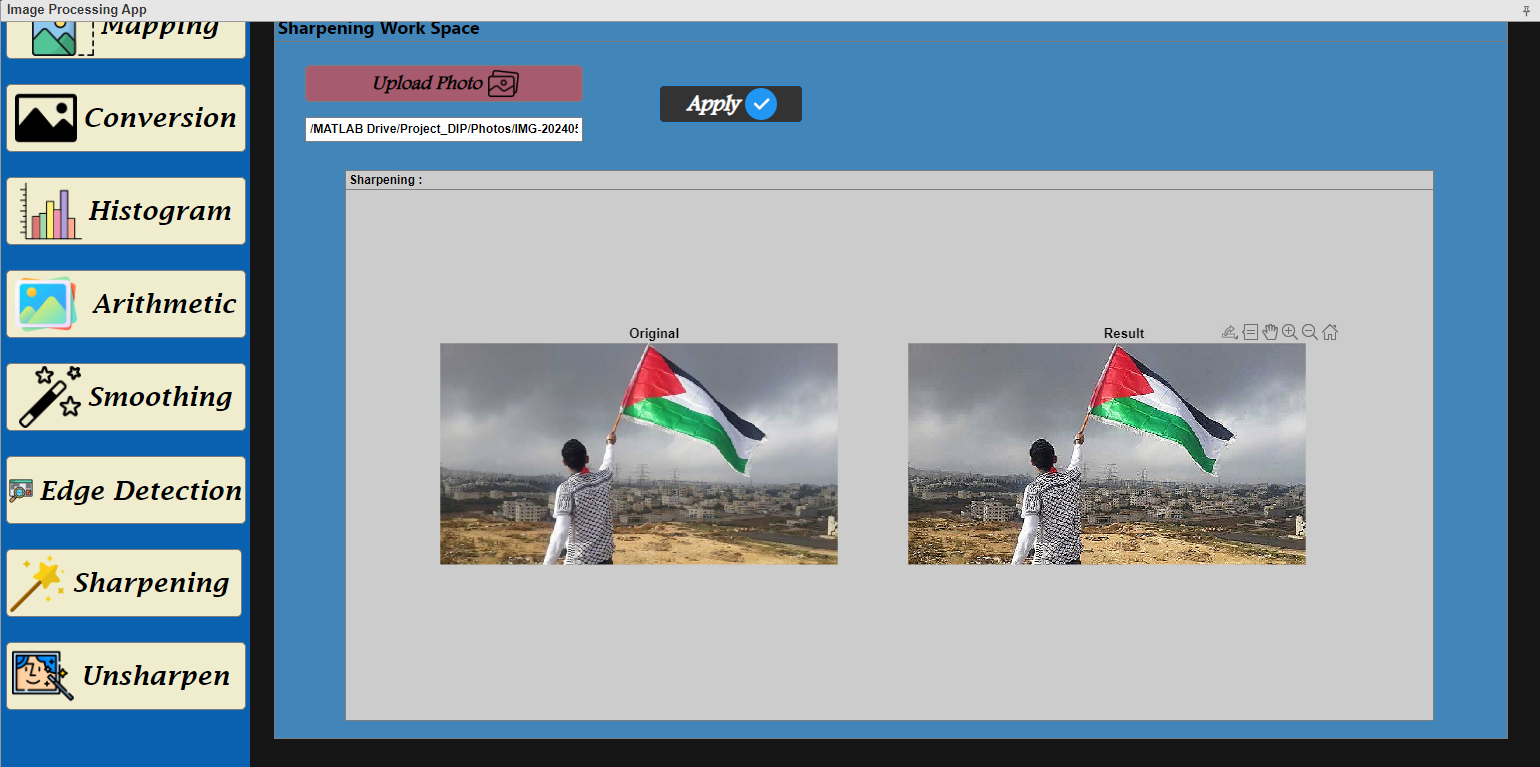 Image Processing App
Mapping
Conversion
Histogram
Arithmetic
Smoothing
Edge Detection
Sharpening
Unsharpen
Sharpening Work Space
Upload Photo
Apply
/MATLAB Drive/Project_DIP/Photos/IMG-202405
Sharpening :
Original
Result